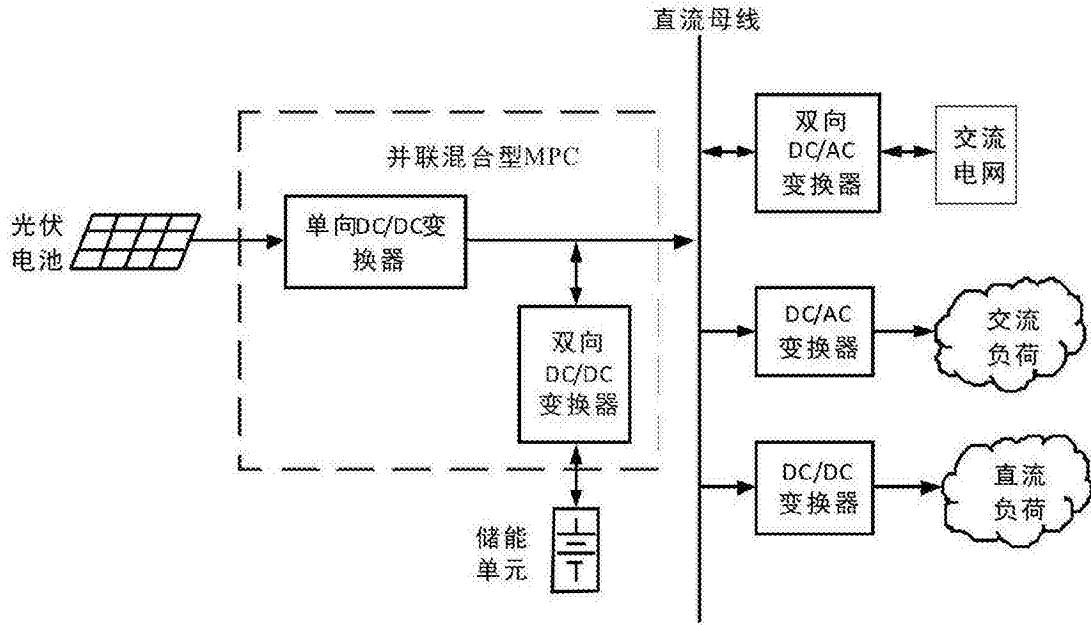 直流母线
并联混合型MPC
光伏
电池
单向DC/DC变
换器
双向
DC/DC
变换器
储能
单元
双向
DC/AC
变换器
交流
电网
DC/AC
变换器
交流
负荷
DC/DC
变换器
直流
负荷